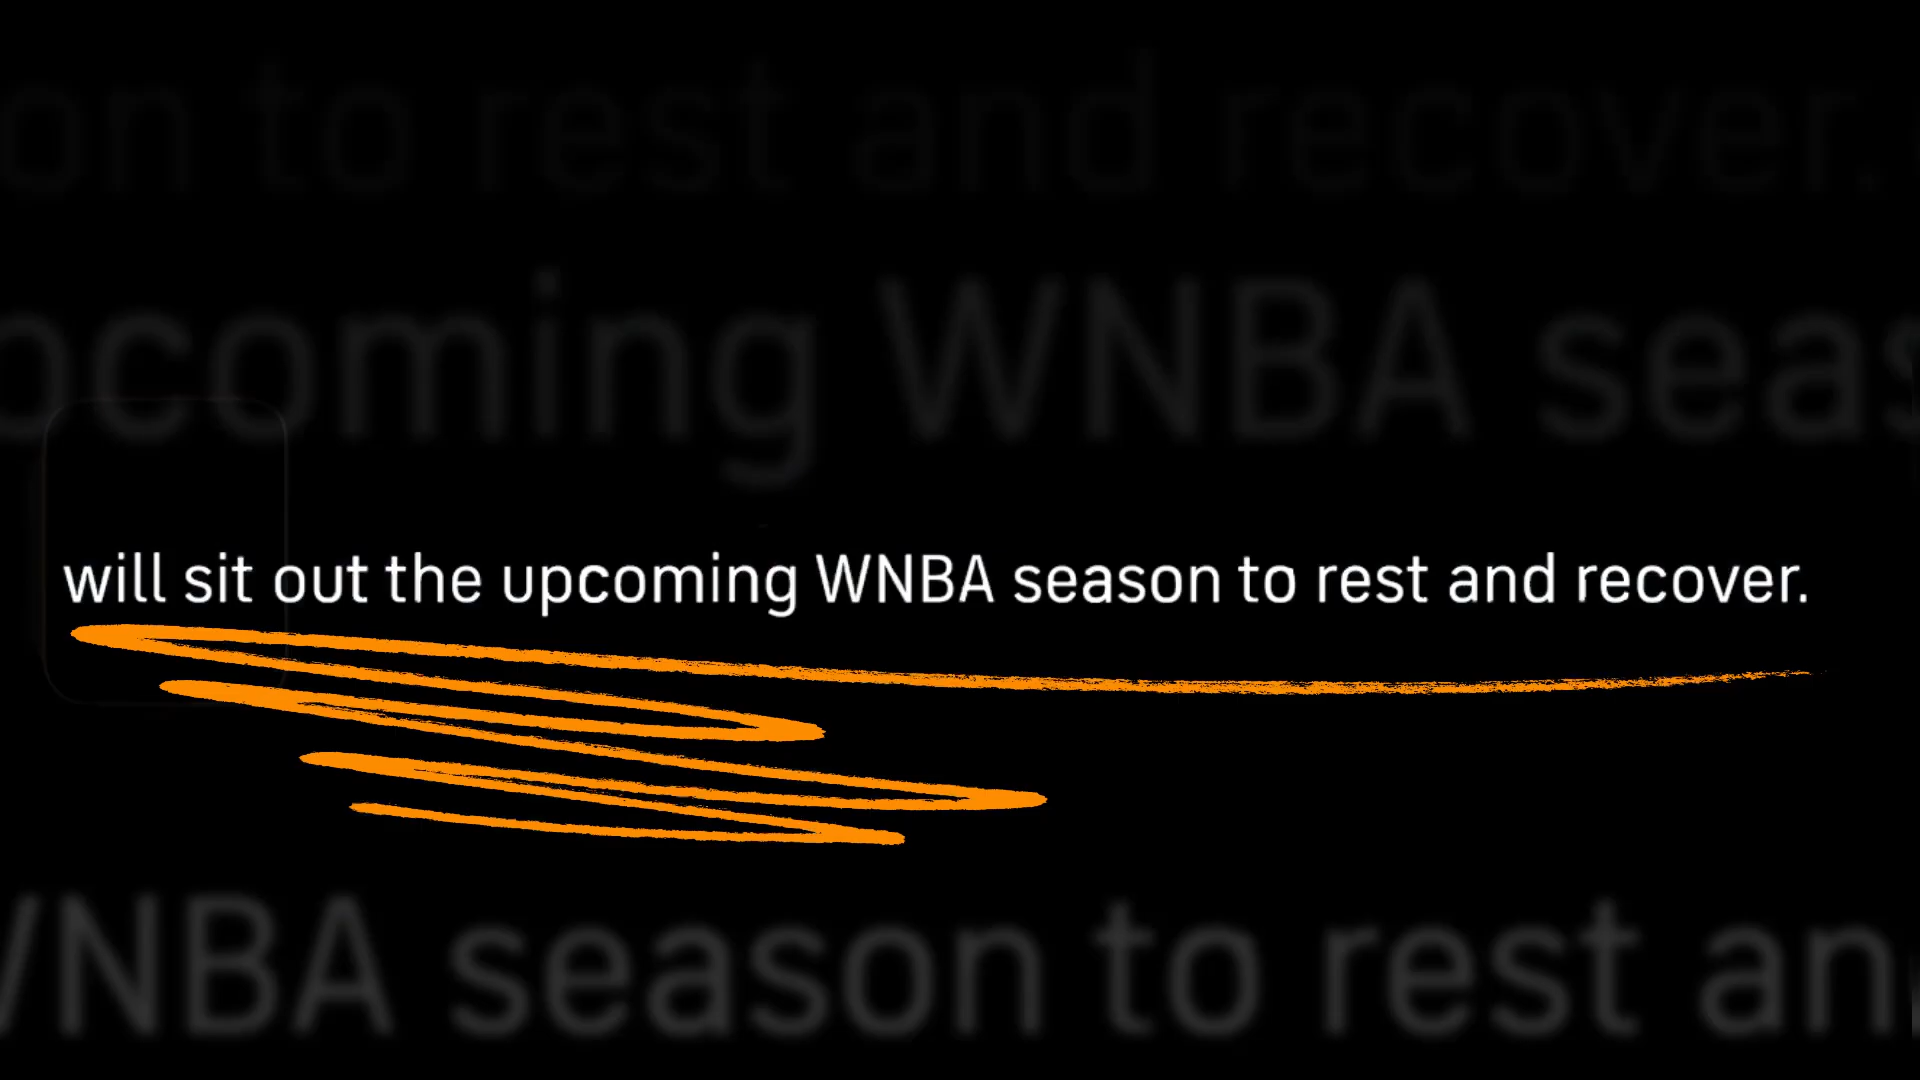 on to rest and recover.
pcoming WNBA seas
will sit out the upcoming WNBA season to rest and recover.
WNBA season to rest an